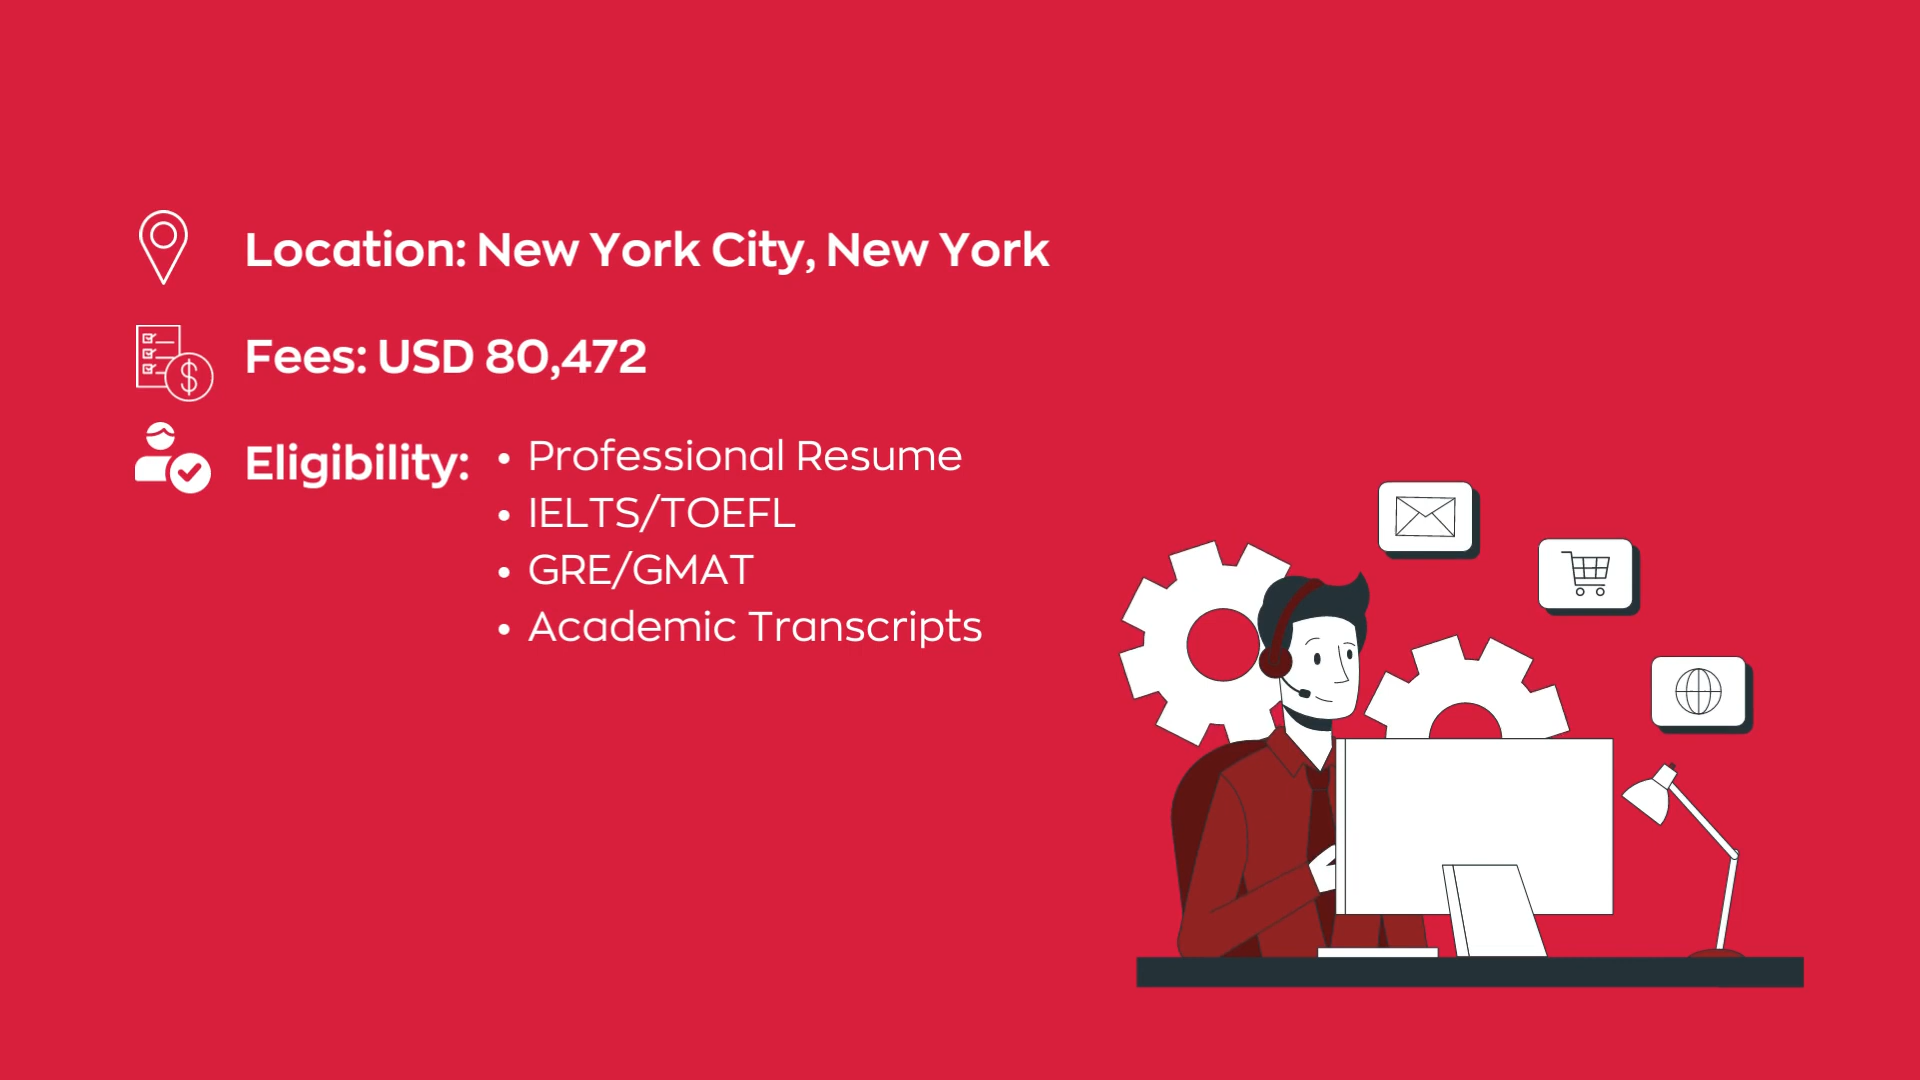 Location: New York City, New York
Fees: USD 80,472
Eligibility:
• Professional Resume
• IELTS/TOEFL
• GRE/GMAT
• Academic Transcripts